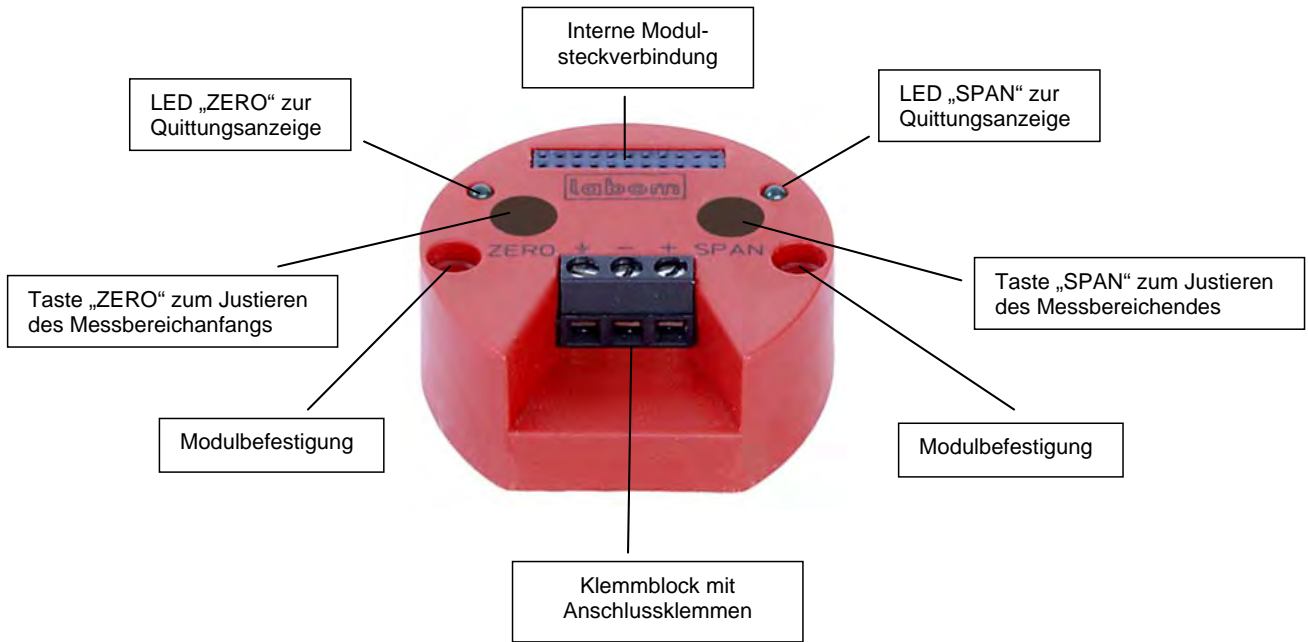 Interne Modul-
steckverbindung
LED „ZERO“ zur
Quittungsanzeige
LED „SPAN“ zur
Quittungsanzeige
labom
ZERO ⏚ - + SPAN
Taste „ZERO“ zum Justieren
des Messbereichanfangs
Taste „SPAN“ zum Justieren
des Messbereichendes
Modulbefestigung
Modulbefestigung
Klemmblock mit
Anschlussklemmen